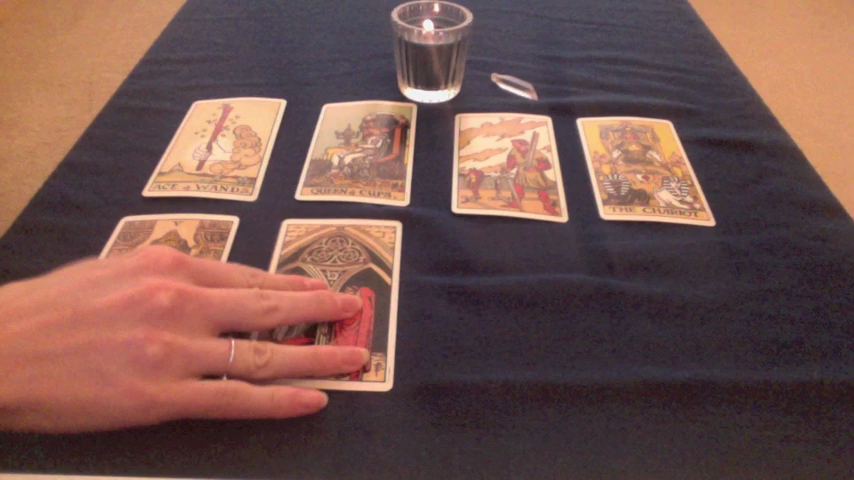 ACE of WANDS
QUEEN of CUPS.
THE CHARIOT
V